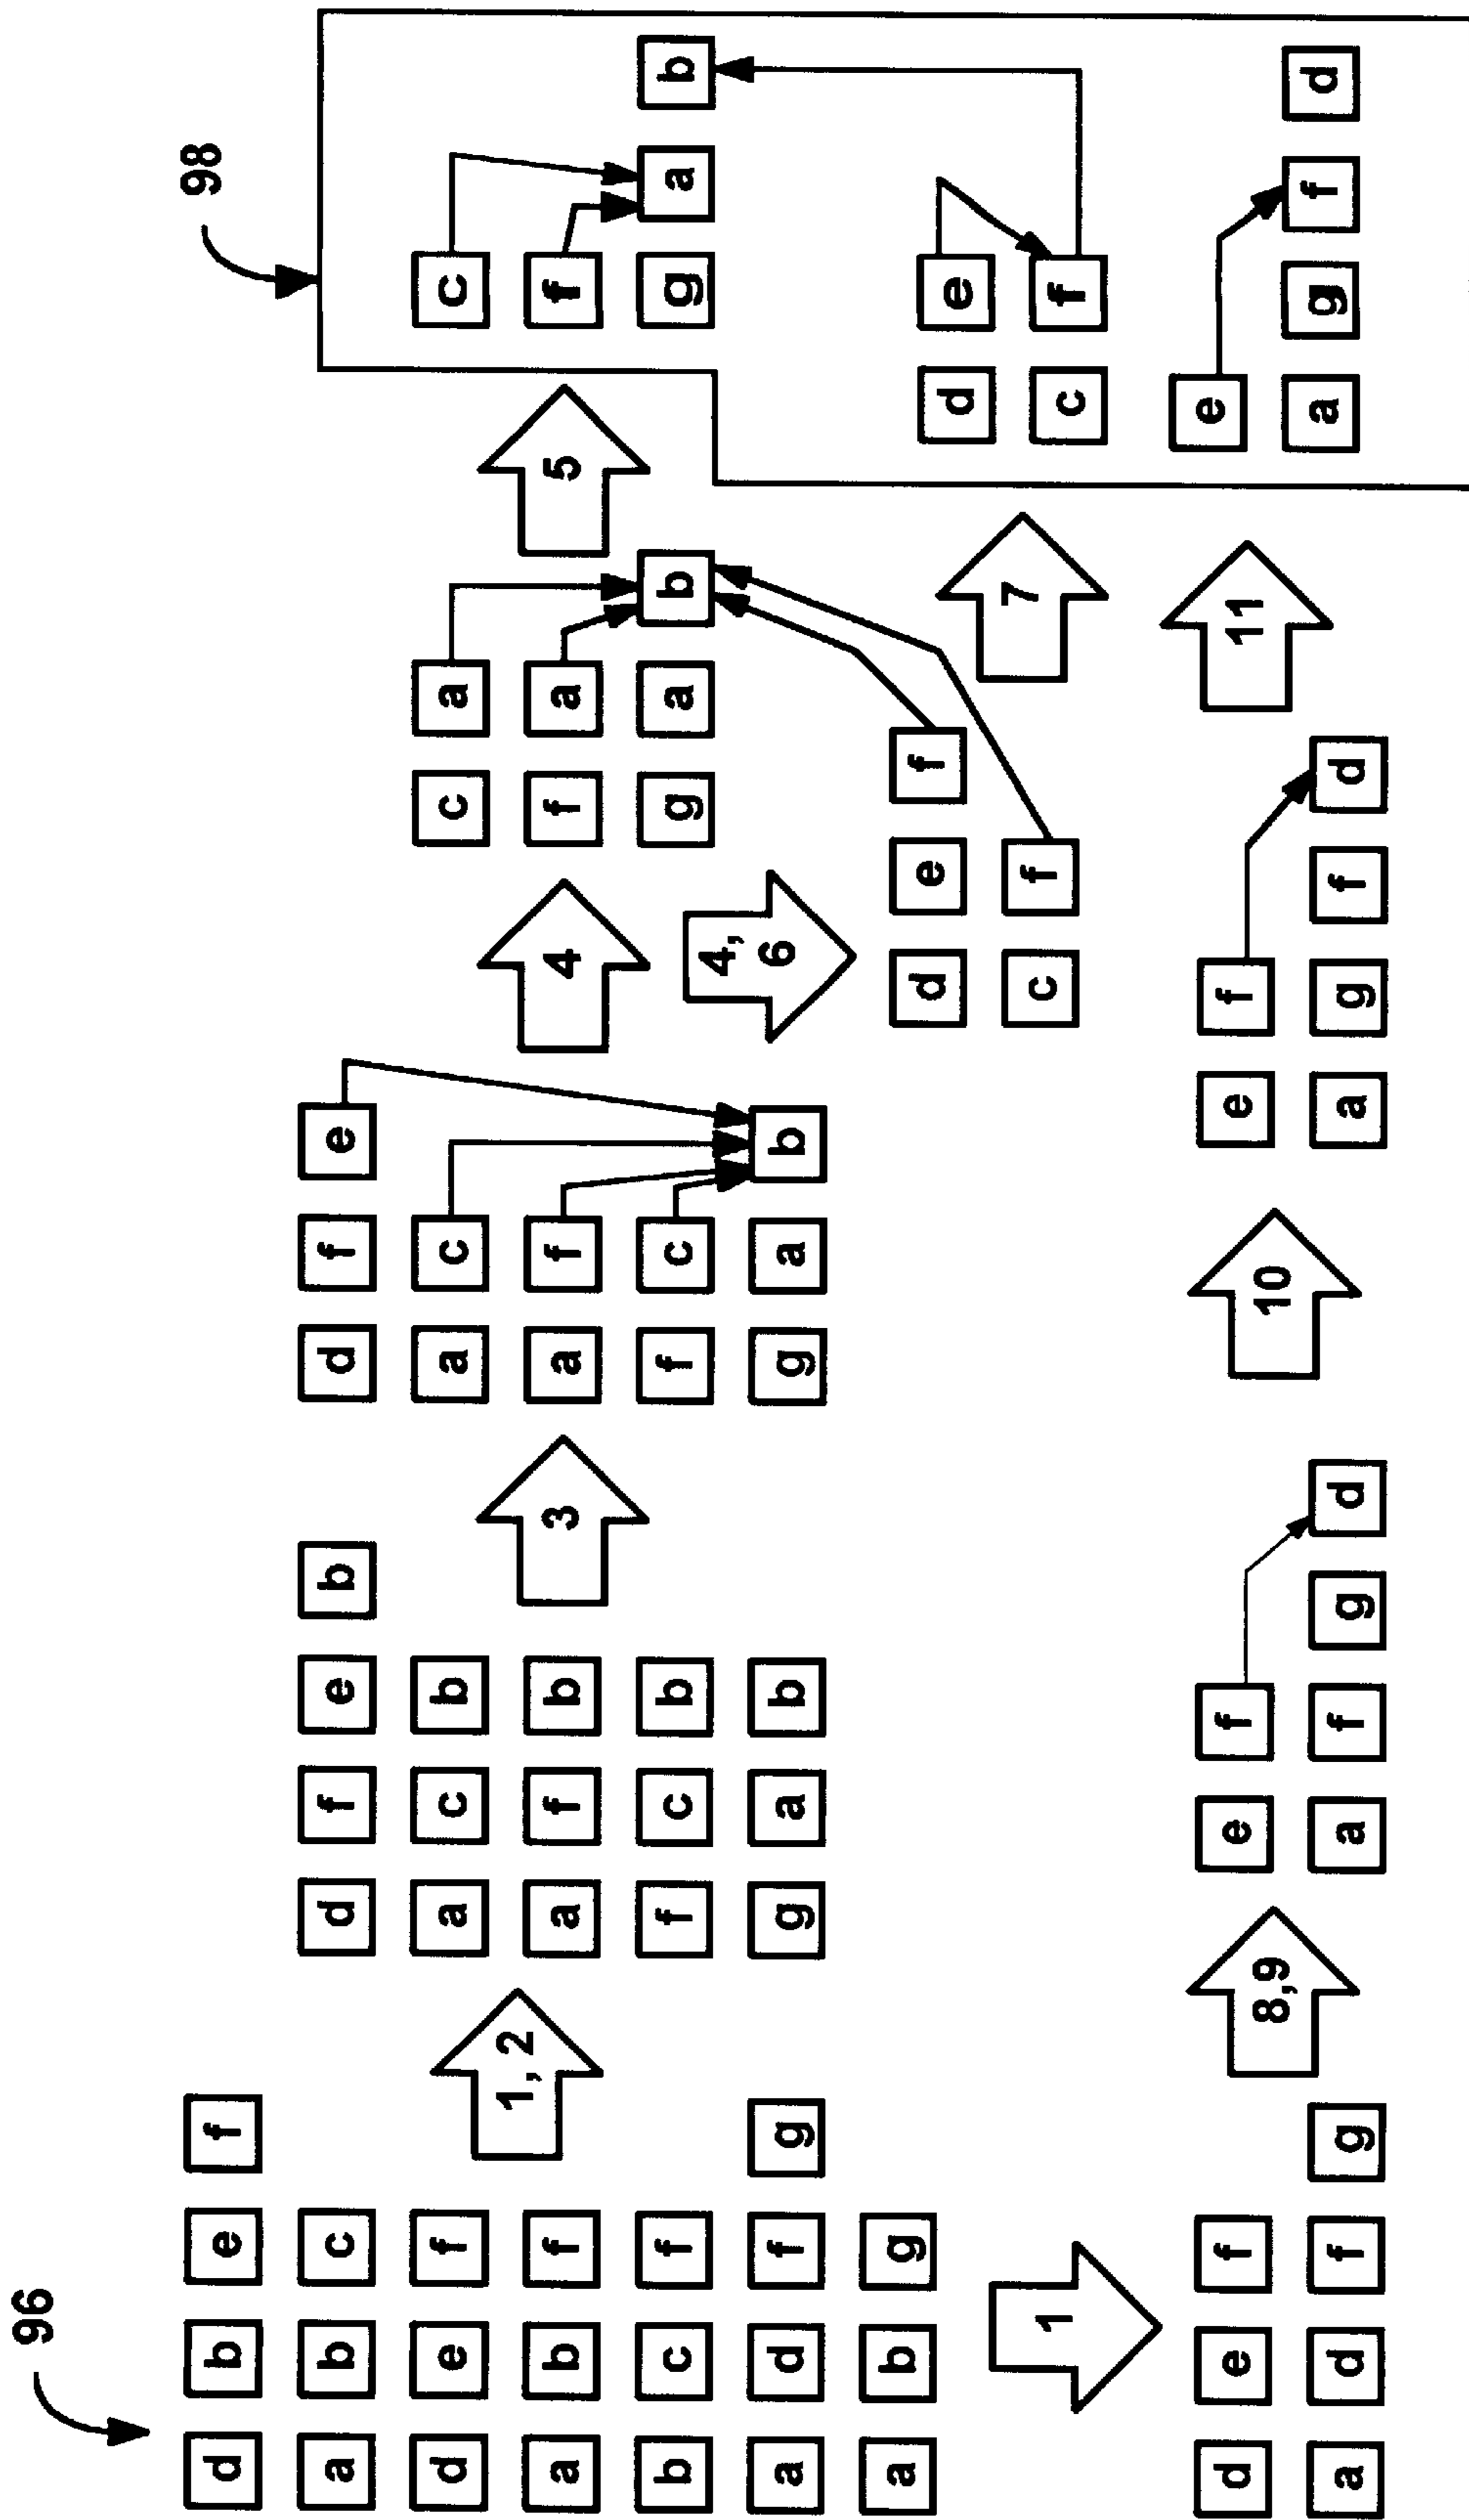 96
d b e f
a b c
d e f
a b f
b c f
a d f g
a b g
1, 2
d f e b
a c b
a f b
f c b
g a b
3
d f e
a c
a f
f c
g a b
4
c a
f a
g a b
5
98
c
f
g a b
4,
6
d e f
c f
7
d e
c f
1
d e f
a d f g
8,9
e f
a f g d
10
e f
a g f d
11
e
a g f d